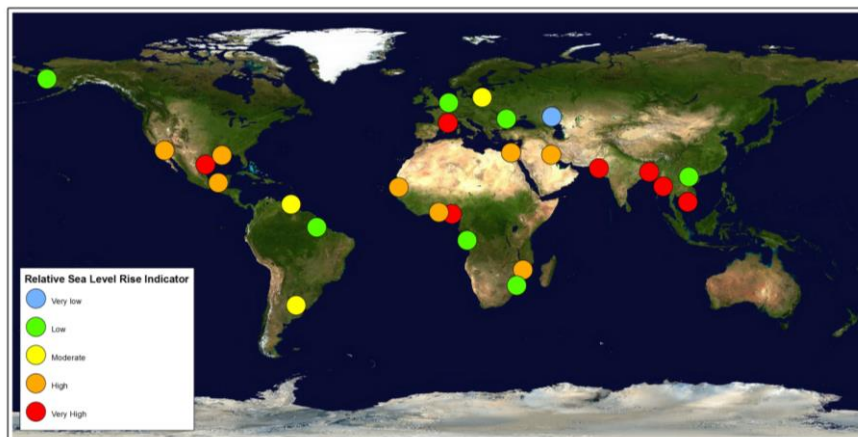 Relative Sea Level Rise Indicator
Very low
Low
Moderate
High
Very High